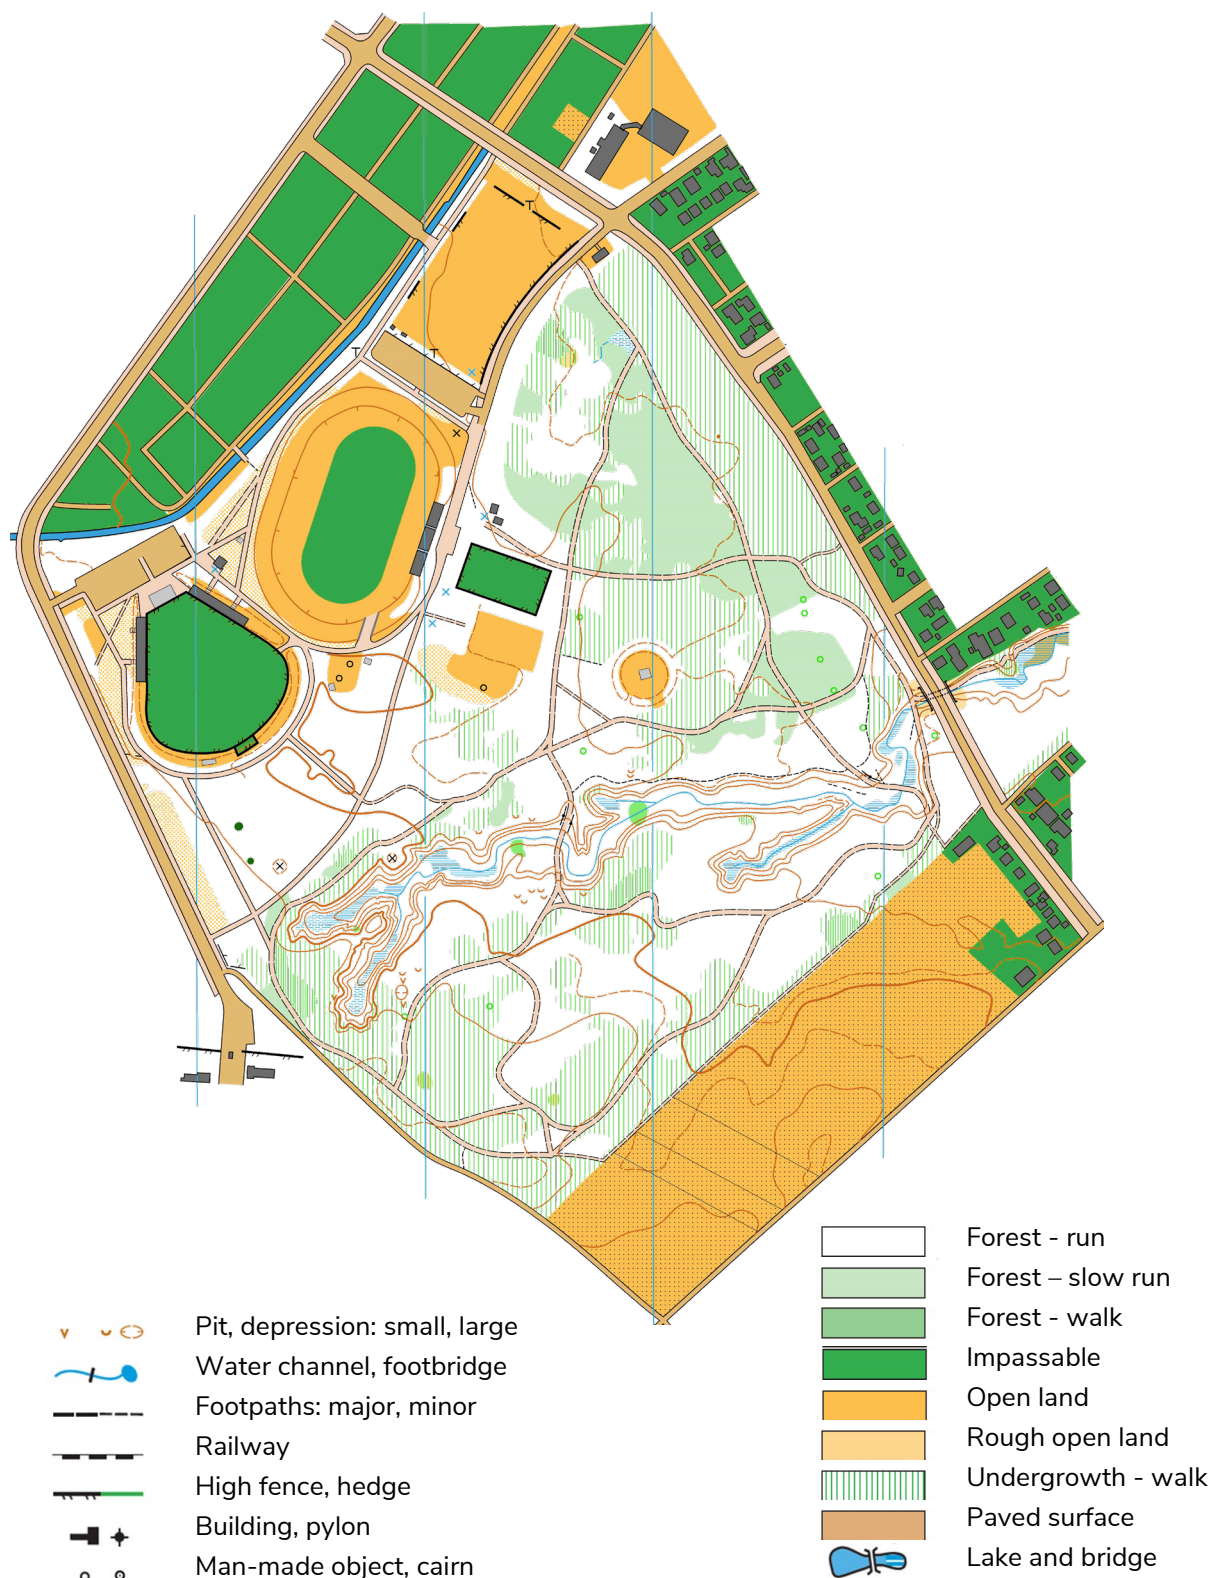 Pit, depression: small, large
Water channel, footbridge
Footpaths: major, minor
Railway
High fence, hedge
Building, pylon
Man-made object, cairn
Forest - run
Forest – slow run
Forest - walk
Impassable
Open land
Rough open land
Undergrowth - walk
Paved surface
Lake and bridge